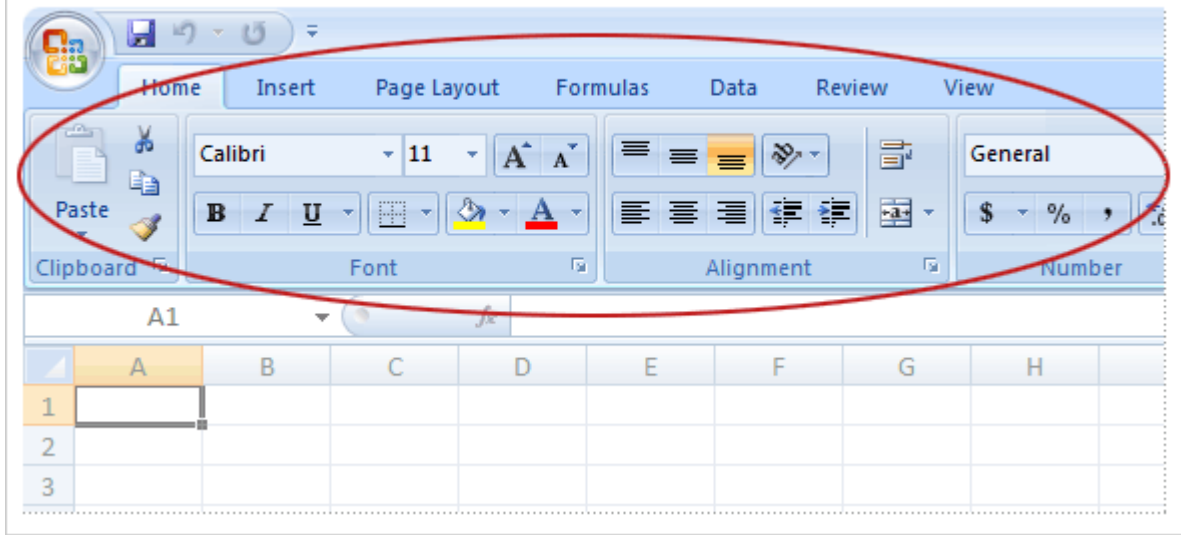 Home Insert Page Layout Formulas Data Review View
Calibri 11 A A General
Paste B I U A a $ % ,
Clipboard Font Alignment Number
A1 fx
A B C D E F G H
1
2
3